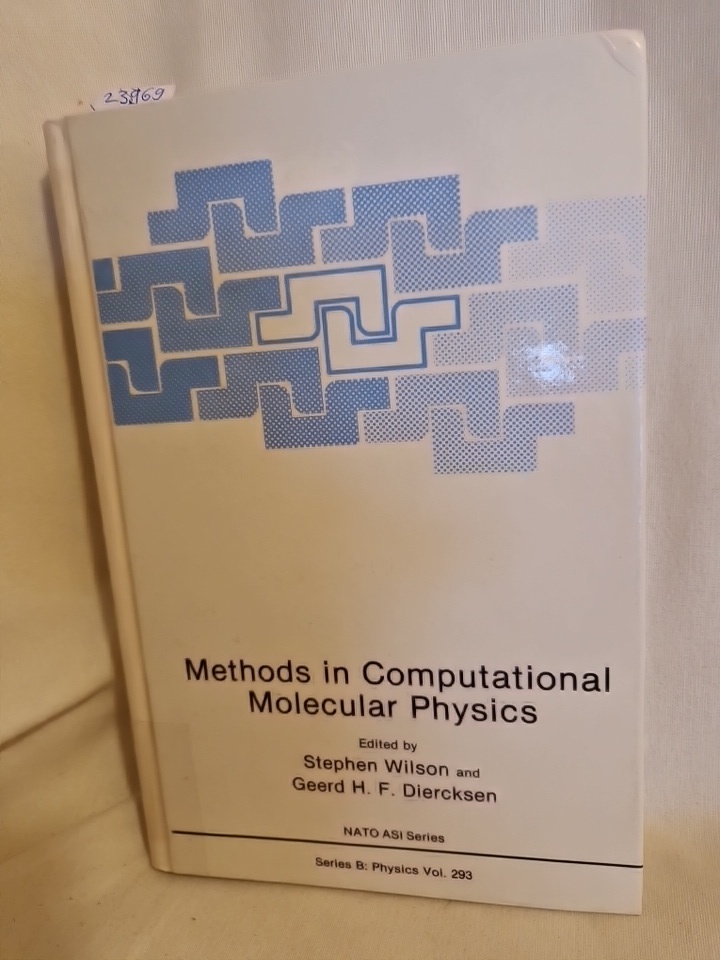 23969
Methods in Computational
Molecular Physics
Edited by
Stephen Wilson and
Geerd H. F. Diercksen
NATO ASI Series
Series B: Physics Vol. 293